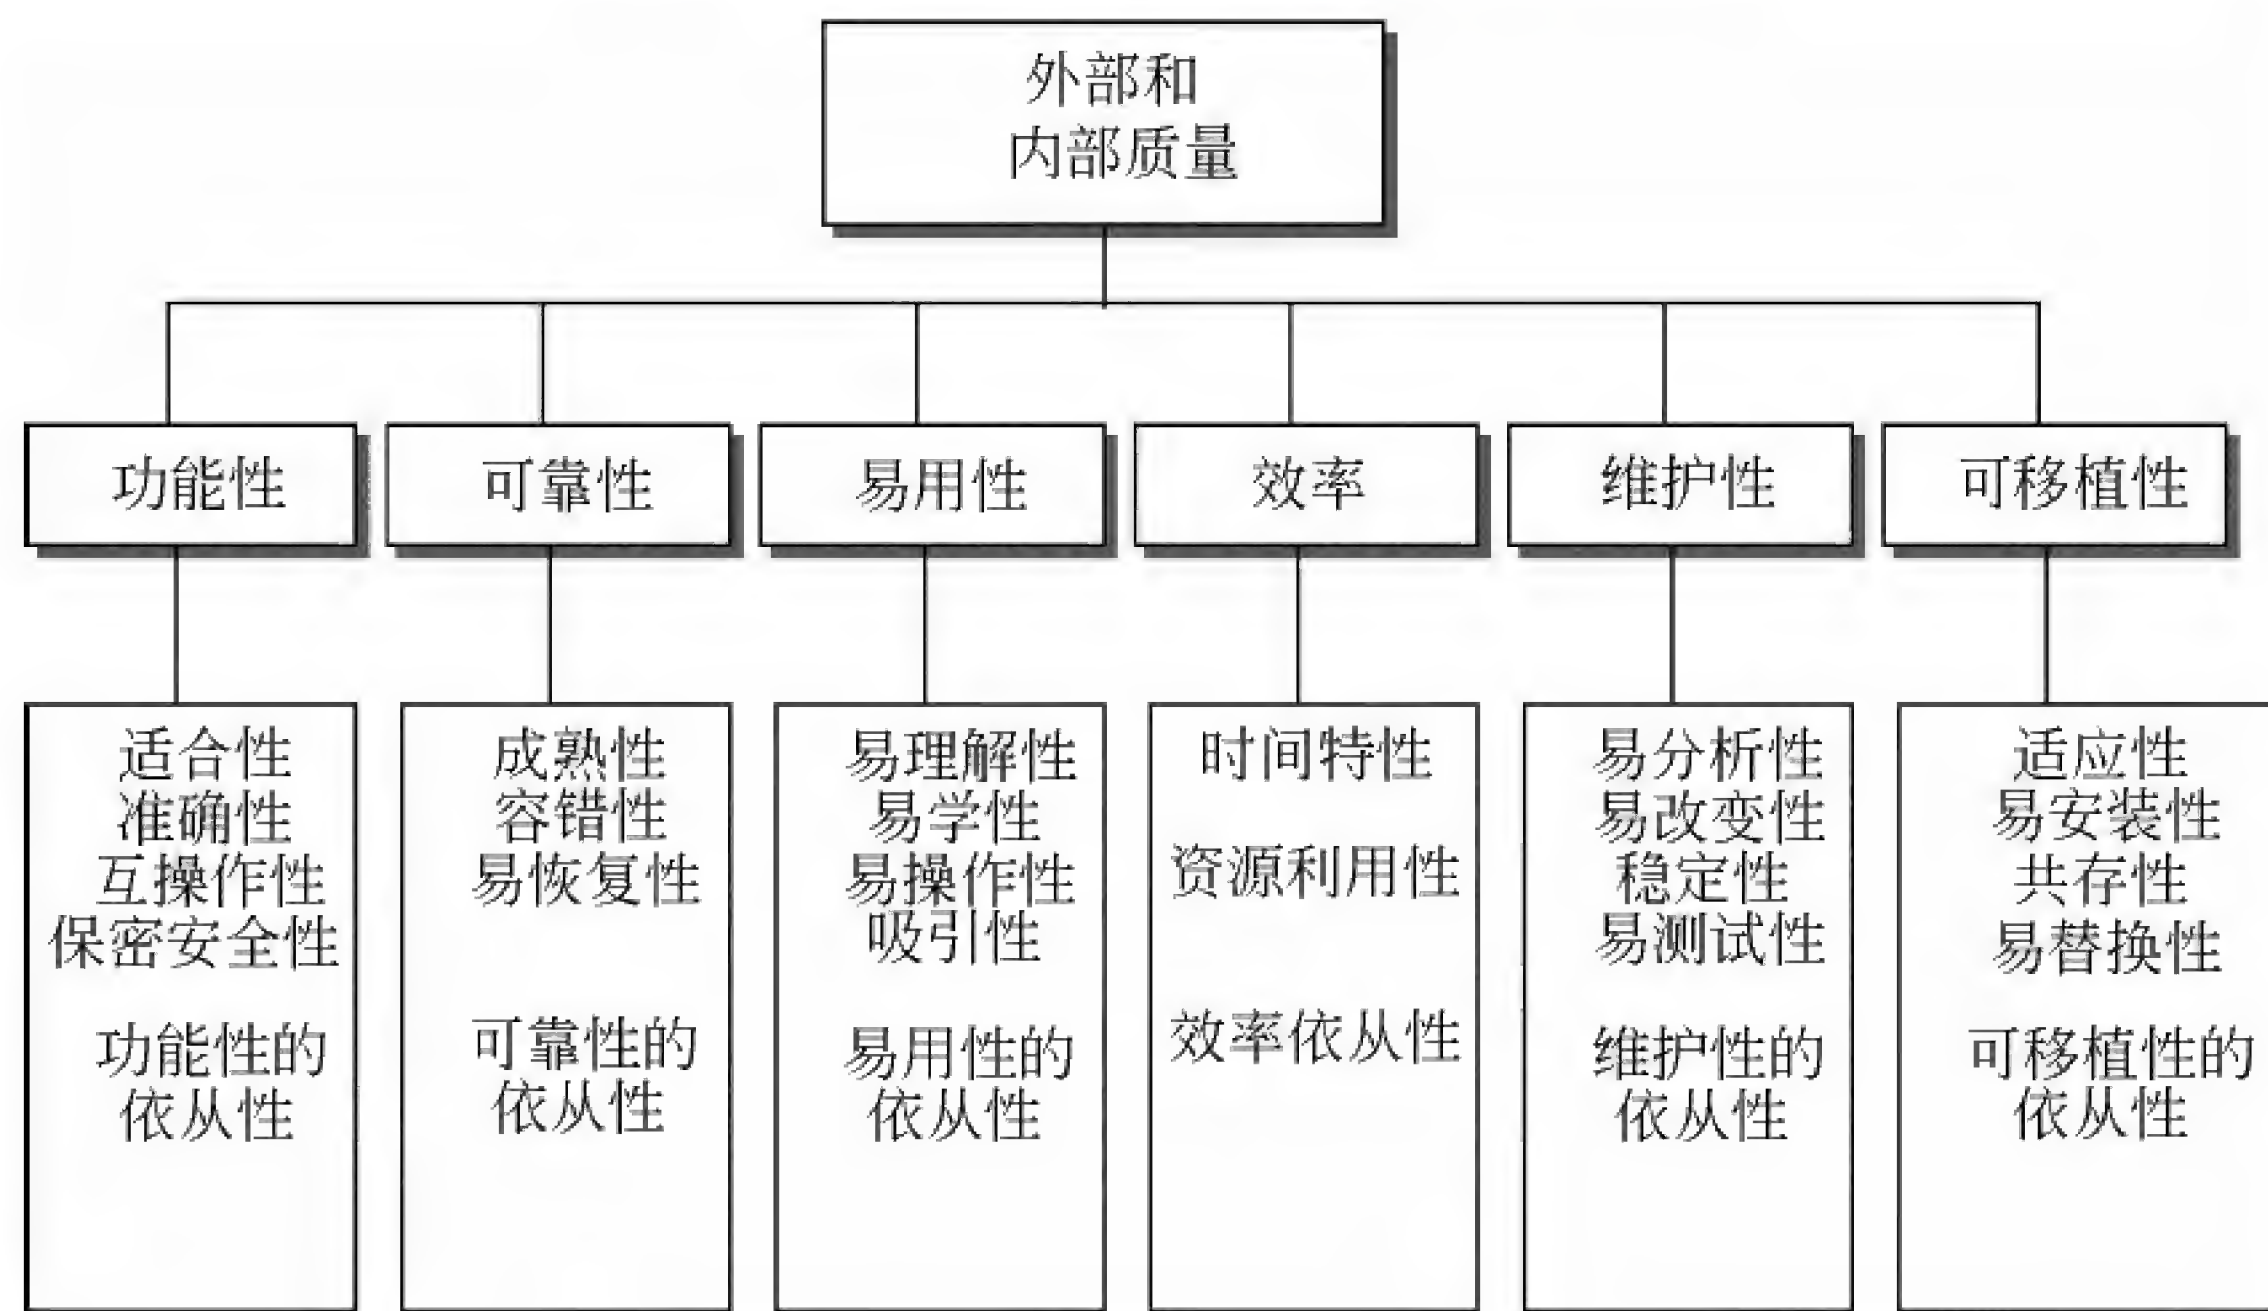 外部和
内部质量
功能性
可靠性
易用性
效率
维护性
可移植性
适合性
准确性
互操作性
保密安全性
功能性的
依从性
成熟性
容错性
易恢复性
可靠性的
依从性
易理解性
易学性
易操作性
吸引性
易用性的
依从性
时间特性
资源利用性
效率依从性
易分析性
易改变性
稳定性
易测试性
维护性的
依从性
适应性
易安装性
共存性
易替换性
可移植性的
依从性